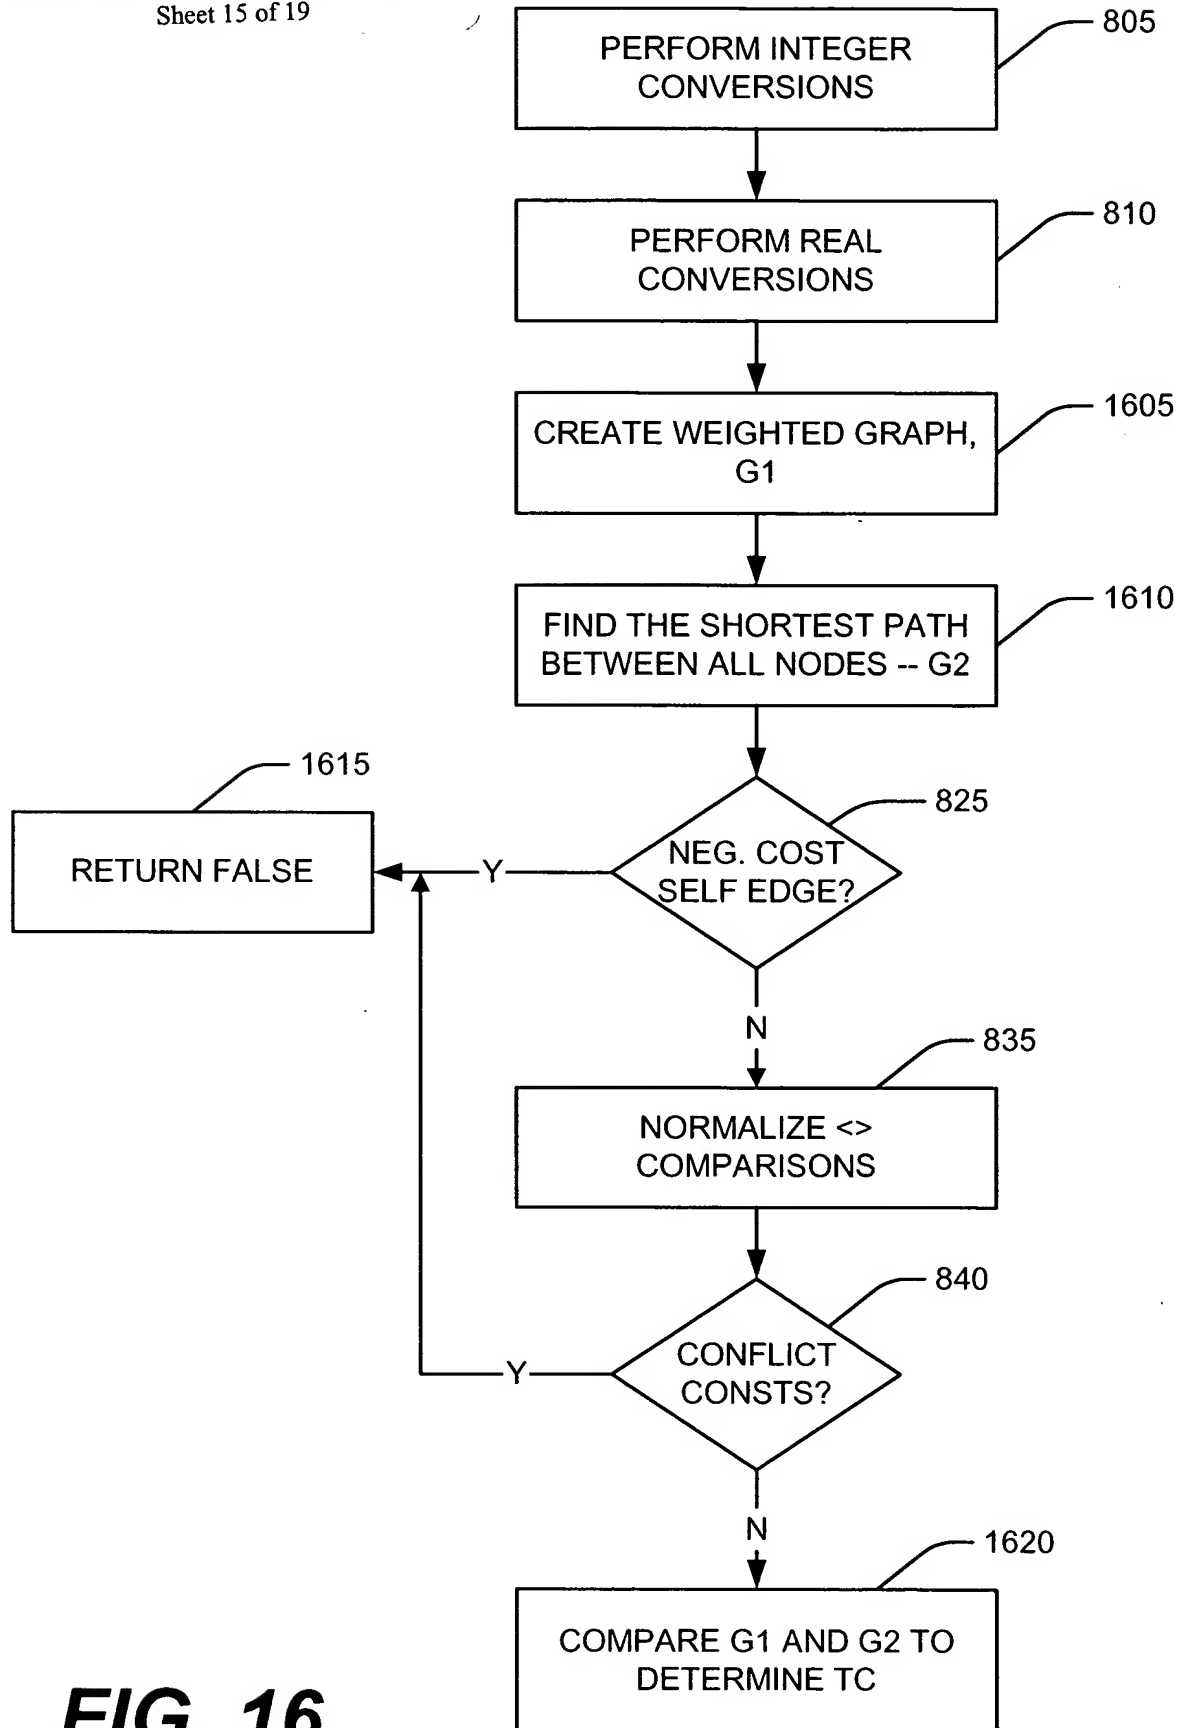 Sheet 15 of 19
805
PERFORM INTEGER
CONVERSIONS
810
PERFORM REAL
CONVERSIONS
1605
CREATE WEIGHTED GRAPH,
G1
1610
FIND THE SHORTEST PATH
BETWEEN ALL NODES -- G2
1615
RETURN FALSE
825
NEG. COST
SELF EDGE?
Y
N
835
NORMALIZE <>
COMPARISONS
840
CONFLICT
CONSTS?
Y
N
1620
COMPARE G1 AND G2 TO
DETERMINE TC
FIG. 16